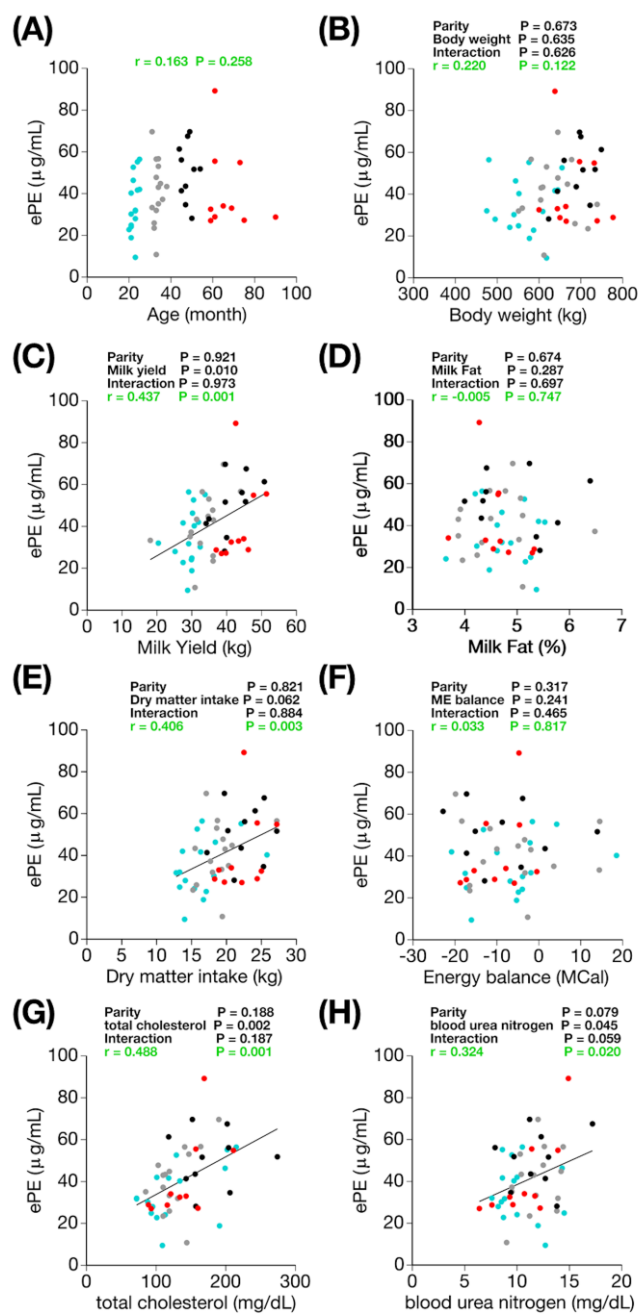 (A)
r = 0.163 P = 0.258
ePE (µg/mL)
100
80
60
40
20
0
0 20 40 60 80 100
Age (month)
(B)
Parity P = 0.673
Body weight P = 0.635
Interaction P = 0.626
r = 0.220 P = 0.122
ePE (µg/mL)
100
80
60
40
20
0
300 400 500 600 700 800
Body weight (kg)
(C)
Parity P = 0.921
Milk yield P = 0.010
Interaction P = 0.973
r = 0.437 P = 0.001
ePE (µg/mL)
100
80
60
40
20
0
0 10 20 30 40 50 60
Milk Yield (kg)
(D)
Parity P = 0.674
Milk Fat P = 0.287
Interaction P = 0.697
r = -0.005 P = 0.747
ePE (µg/mL)
100
80
60
40
20
0
3 4 5 6 7
Milk Fat (%)
(E)
Parity P = 0.821
Dry matter intake P = 0.062
Interaction P = 0.884
r = 0.406 P = 0.003
ePE (µg/mL)
100
80
60
40
20
0
0 5 10 15 20 25 30
Dry matter intake (kg)
(F)
Parity P = 0.317
ME balance P = 0.241
Interaction P = 0.465
r = 0.033 P = 0.817
ePE (µg/mL)
100
80
60
40
20
0
-30 -20 -10 0 10 20
Energy balance (MCal)
(G)
Parity P = 0.188
total cholesterol P = 0.002
Interaction P = 0.187
r = 0.488 P = 0.001
ePE (µg/mL)
100
80
60
40
20
0
0 100 200 300
total cholesterol (mg/dL)
(H)
Parity P = 0.079
blood urea nitrogen P = 0.045
Interaction P = 0.059
r = 0.324 P = 0.020
ePE (µg/mL)
100
80
60
40
20
0
0 5 10 15 20
blood urea nitrogen (mg/dL)